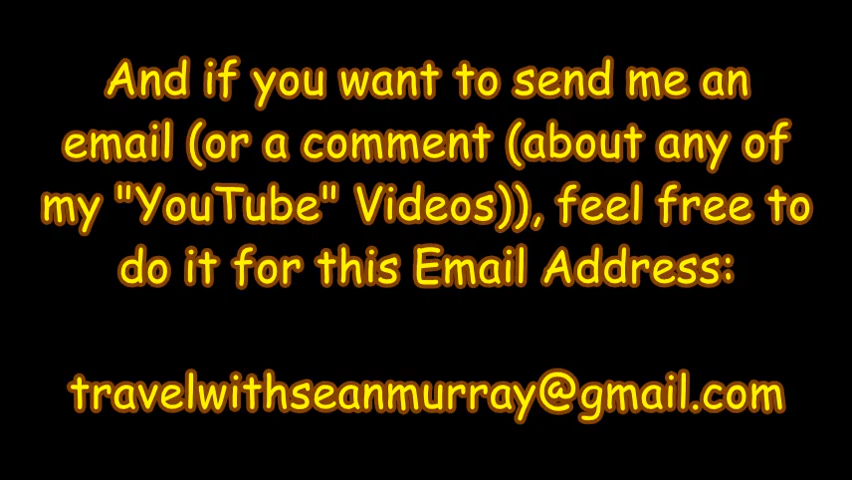 And if you want to send me an
email (or a comment (about any of
my "YouTube" Videos)), feel free to
do it for this Email Address:
travelwithseanmurray@gmail.com